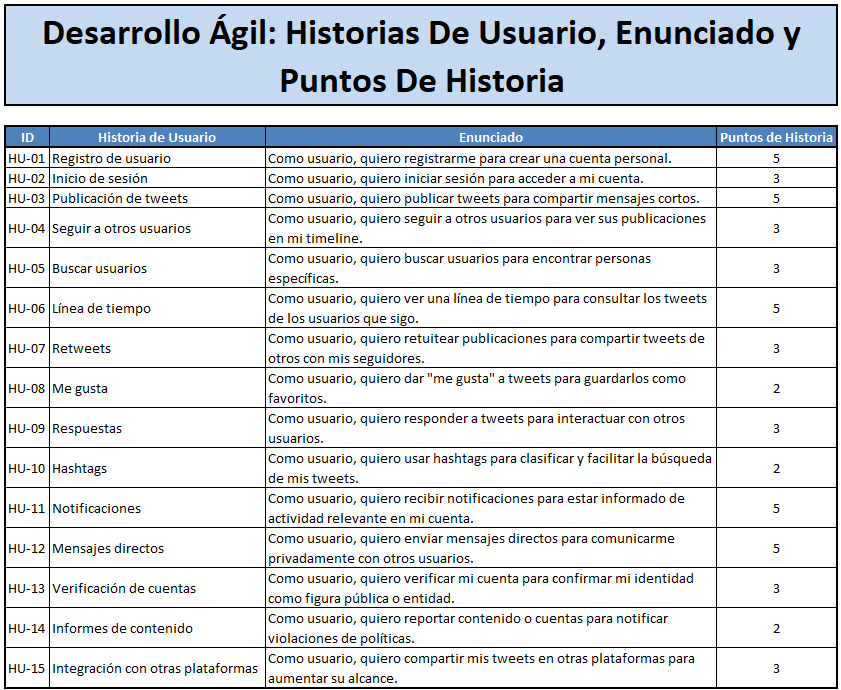 Desarrollo Ágil: Historias De Usuario, Enunciado y
Puntos De Historia
ID Historia de Usuario Enunciado Puntos de Historia
HU-01 Registro de usuario Como usuario, quiero registrarme para crear una cuenta personal. 5
HU-02 Inicio de sesión Como usuario, quiero iniciar sesión para acceder a mi cuenta. 3
HU-03 Publicación de tweets Como usuario, quiero publicar tweets para compartir mensajes cortos. 5
HU-04 Seguir a otros usuarios Como usuario, quiero seguir a otros usuarios para ver sus publicaciones
en mi timeline. 3
HU-05 Buscar usuarios Como usuario, quiero buscar usuarios para encontrar personas
específicas. 3
HU-06 Línea de tiempo Como usuario, quiero ver una línea de tiempo para consultar los tweets
de los usuarios que sigo. 5
HU-07 Retweets Como usuario, quiero retuitear publicaciones para compartir tweets de
otros con mis seguidores. 3
HU-08 Me gusta Como usuario, quiero dar "me gusta" a tweets para guardarlos como
favoritos. 2
HU-09 Respuestas Como usuario, quiero responder a tweets para interactuar con otros
usuarios. 3
HU-10 Hashtags Como usuario, quiero usar hashtags para clasificar y facilitar la búsqueda
de mis tweets. 2
HU-11 Notificaciones Como usuario, quiero recibir notificaciones para estar informado de
actividad relevante en mi cuenta. 5
HU-12 Mensajes directos Como usuario, quiero enviar mensajes directos para comunicarme
privadamente con otros usuarios. 5
HU-13 Verificación de cuentas Como usuario, quiero verificar mi cuenta para confirmar mi identidad
como figura pública o entidad. 3
HU-14 Informes de contenido Como usuario, quiero reportar contenido o cuentas para notificar
violaciones de políticas. 2
HU-15 Integración con otras plataformas Como usuario, quiero compartir mis tweets en otras plataformas para
aumentar su alcance. 3